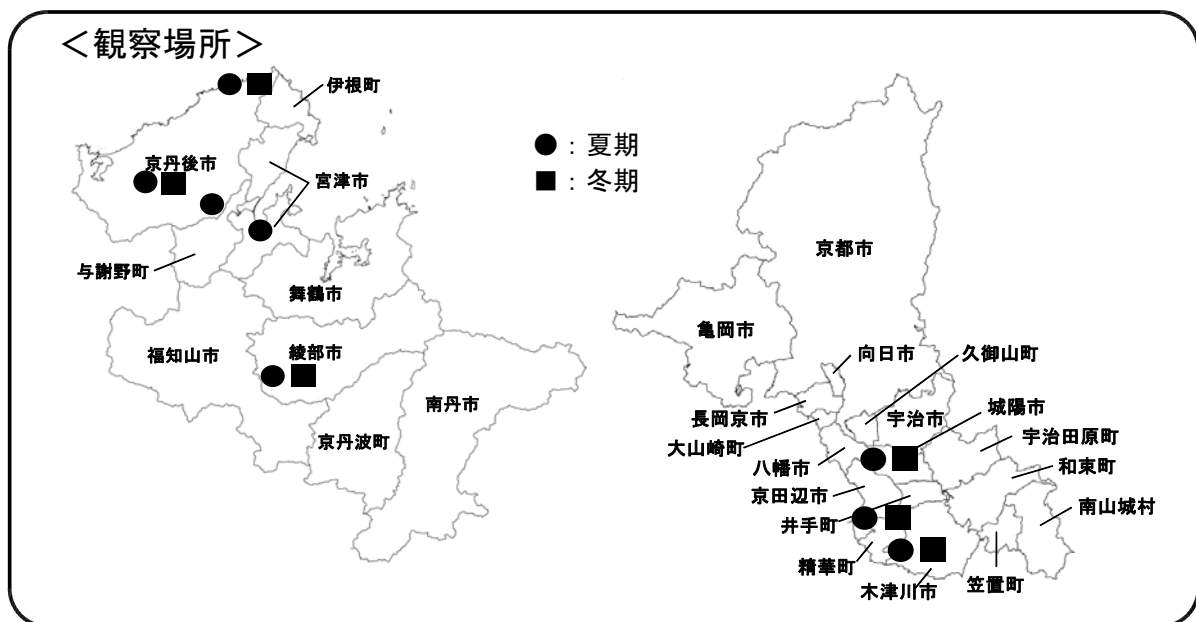 ＜観察場所＞
伊根町
京丹後市
宮津市
与謝野町
舞鶴市
福知山市
綾部市
南丹市
京丹波町
●：夏期
■：冬期
京都市
亀岡市
向日市
久御山町
長岡京市
宇治市
城陽市
大山崎町
宇治田原町
八幡市
和束町
京田辺市
南山城村
井手町
精華町
木津川市
笠置町